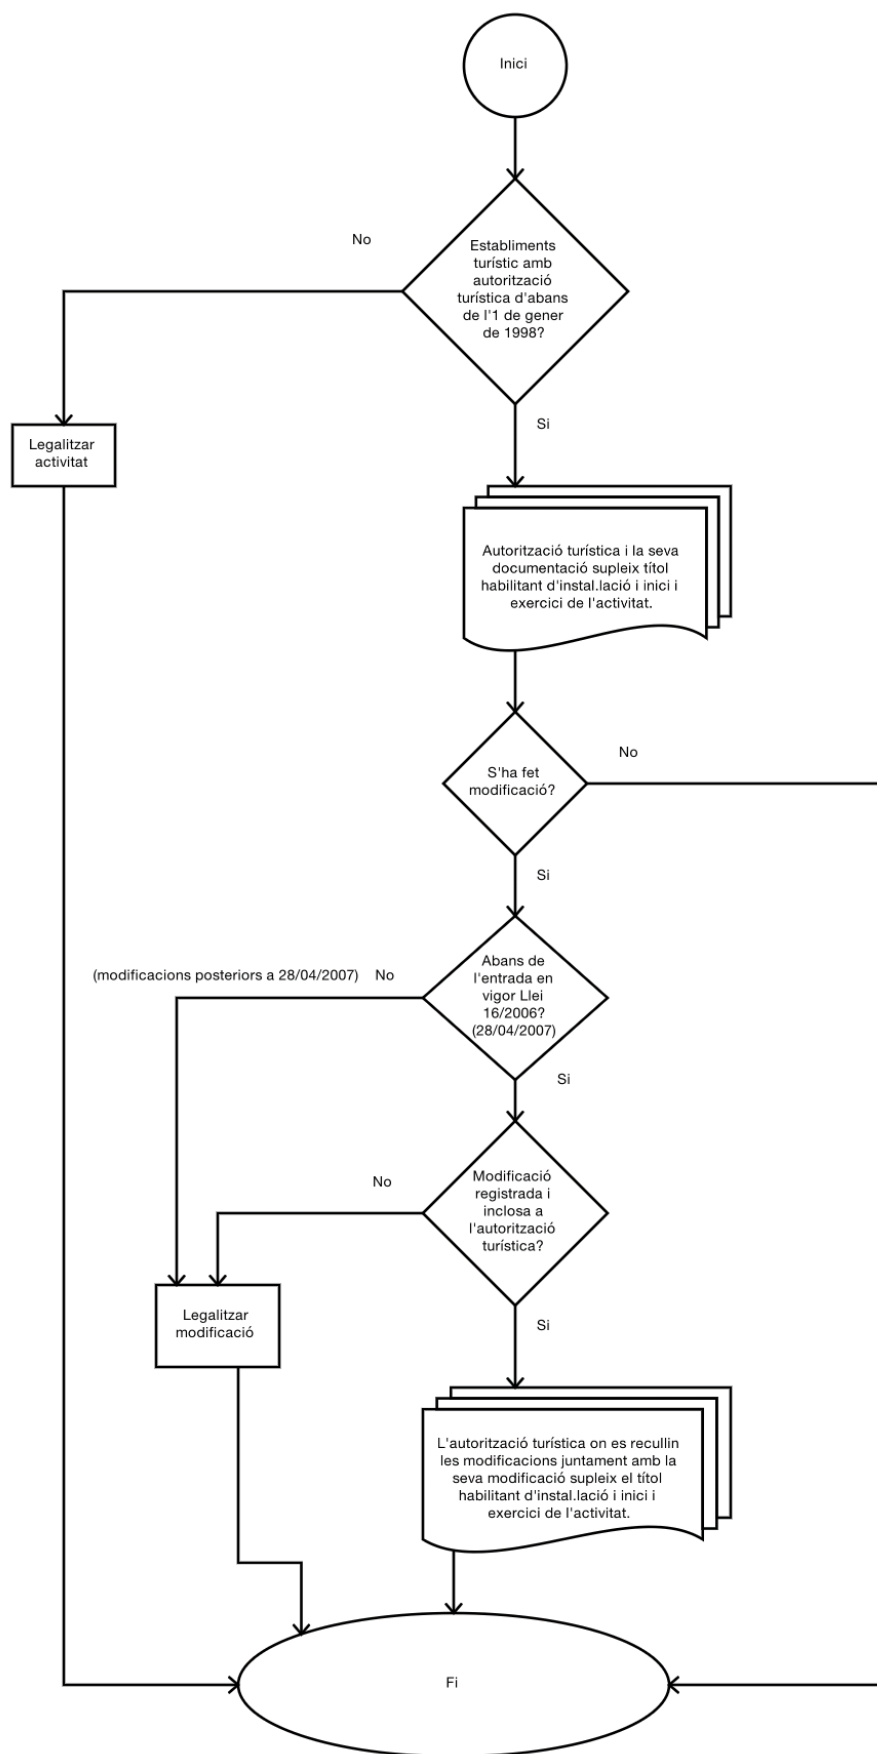 Inici
No
Establiments
turístic amb
autorització
turística d'abans
de l'1 de gener
de 1998?
Si
Legalitzar
activitat
Autorització turística i la seva
documentació supleix títol
habilitant d'instal.lació i inici i
exercici de l'activitat.
No
S'ha fet
modificació?
Si
Abans de
l'entrada en
vigor Llei
16/2006?
(28/04/2007)
(modificacions posteriors a 28/04/2007) No
Si
No
Modificació
registrada i
inclosa a
l'autorització
turística?
Legalitzar
modificació
Si
L'autorització turística on es recullin
les modificacions juntament amb la
seva modificació supleix el títol
habilitant d'instal.lació i inici i
exercici de l'activitat.
Fi